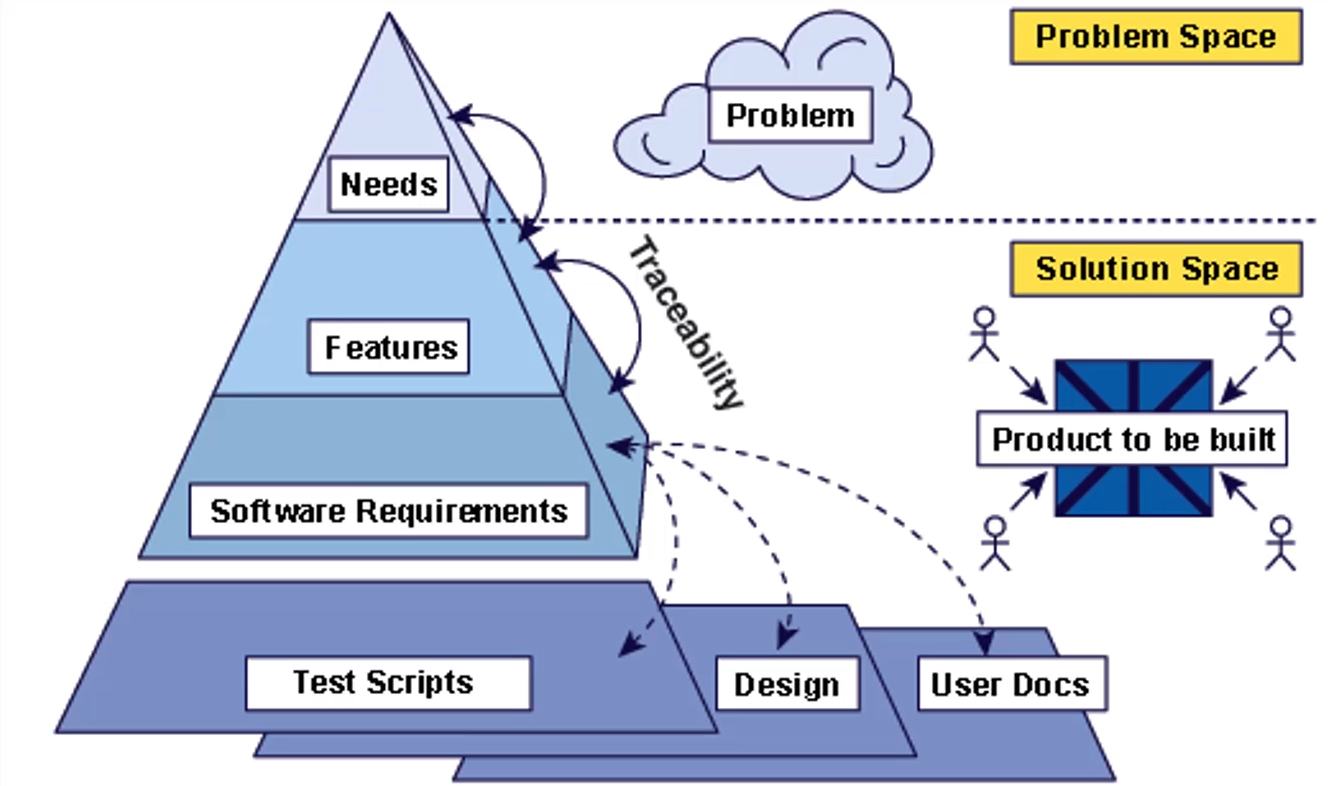 Problem Space
Problem
Needs
Traceability
Solution Space
Features
Product to be built
Software Requirements
Test Scripts
Design
User Docs